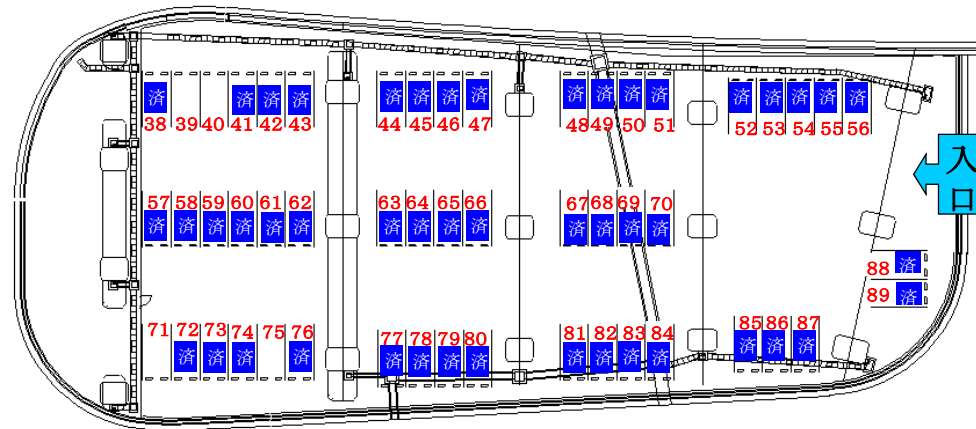 済 済 済 済 済 済 済 済 済 済 済 済 済 済 済 済 済
38 39 40 41 42 43 44 45 46 47 48 49 50 51 52 53 54 55 56
入口
57 58 59 60 61 62 63 64 65 66 67 68 69 70
済 済 済 済 済 済 済 済 済 済 済 済 済 済
88 済
89 済
71 72 73 74 75 76 77 78 79 80 81 82 83 84 85 86 87
済 済 済 済 済 済 済 済 済 済 済 済 済 済 済